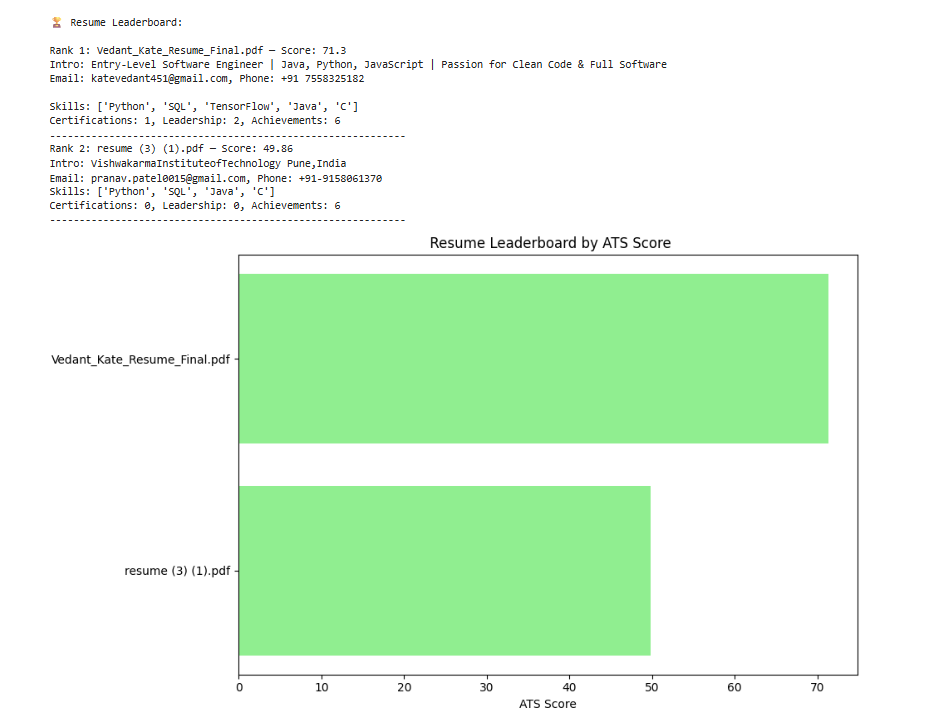 🏆 Resume Leaderboard:
Rank 1: Vedant_Kate_Resume_Final.pdf — Score: 71.3
Intro: Entry-Level Software Engineer | Java, Python, JavaScript | Passion for Clean Code & Full Software
Email: katevedant451@gmail.com, Phone: +91 7558325182
Skills: ['Python', 'SQL', 'TensorFlow', 'Java', 'C']
Certifications: 1, Leadership: 2, Achievements: 6
------------------------------------------------------------
Rank 2: resume (3) (1).pdf — Score: 49.86
Intro: VishwakarmaInstituteofTechnology Pune,India
Email: pranav.patel0015@gmail.com, Phone: +91-9158061370
Skills: ['Python', 'SQL', 'Java', 'C']
Certifications: 0, Leadership: 0, Achievements: 6
------------------------------------------------------------
Resume Leaderboard by ATS Score
Vedant_Kate_Resume_Final.pdf
resume (3) (1).pdf
0 10 20 30 40 50 60 70
ATS Score